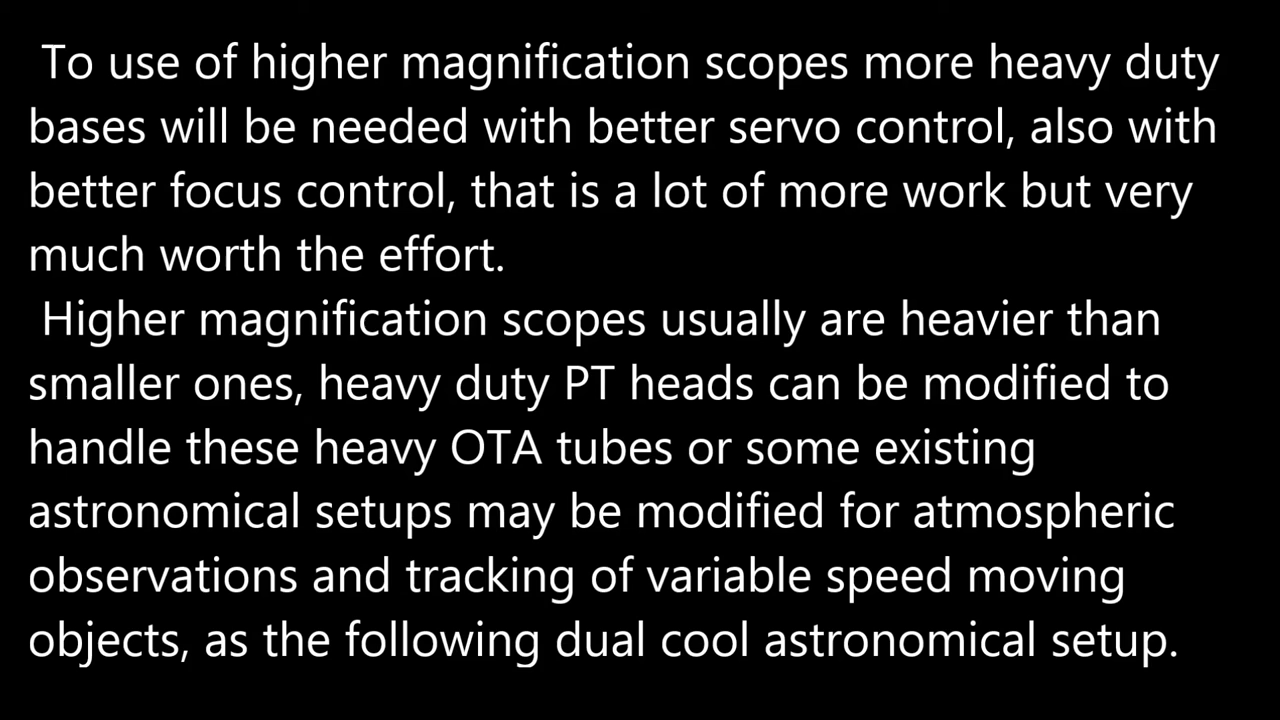 To use of higher magnification scopes more heavy duty
bases will be needed with better servo control, also with
better focus control, that is a lot of more work but very
much worth the effort.
Higher magnification scopes usually are heavier than
smaller ones, heavy duty PT heads can be modified to
handle these heavy OTA tubes or some existing
astronomical setups may be modified for atmospheric
observations and tracking of variable speed moving
objects, as the following dual cool astronomical setup.